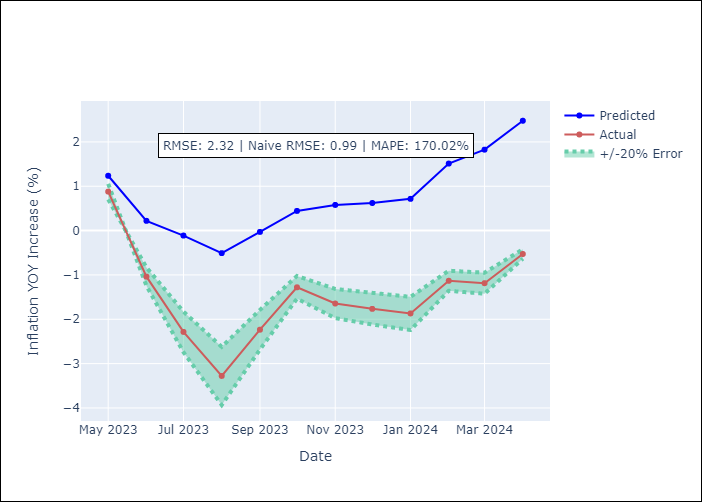 RMSE: 2.32 | Naive RMSE: 0.99 | MAPE: 170.02%
Predicted
Actual
+/-20% Error
Inflation YOY Increase (%)
2
1
0
−1
−2
−3
−4
May 2023
Jul 2023
Sep 2023
Nov 2023
Jan 2024
Mar 2024
Date